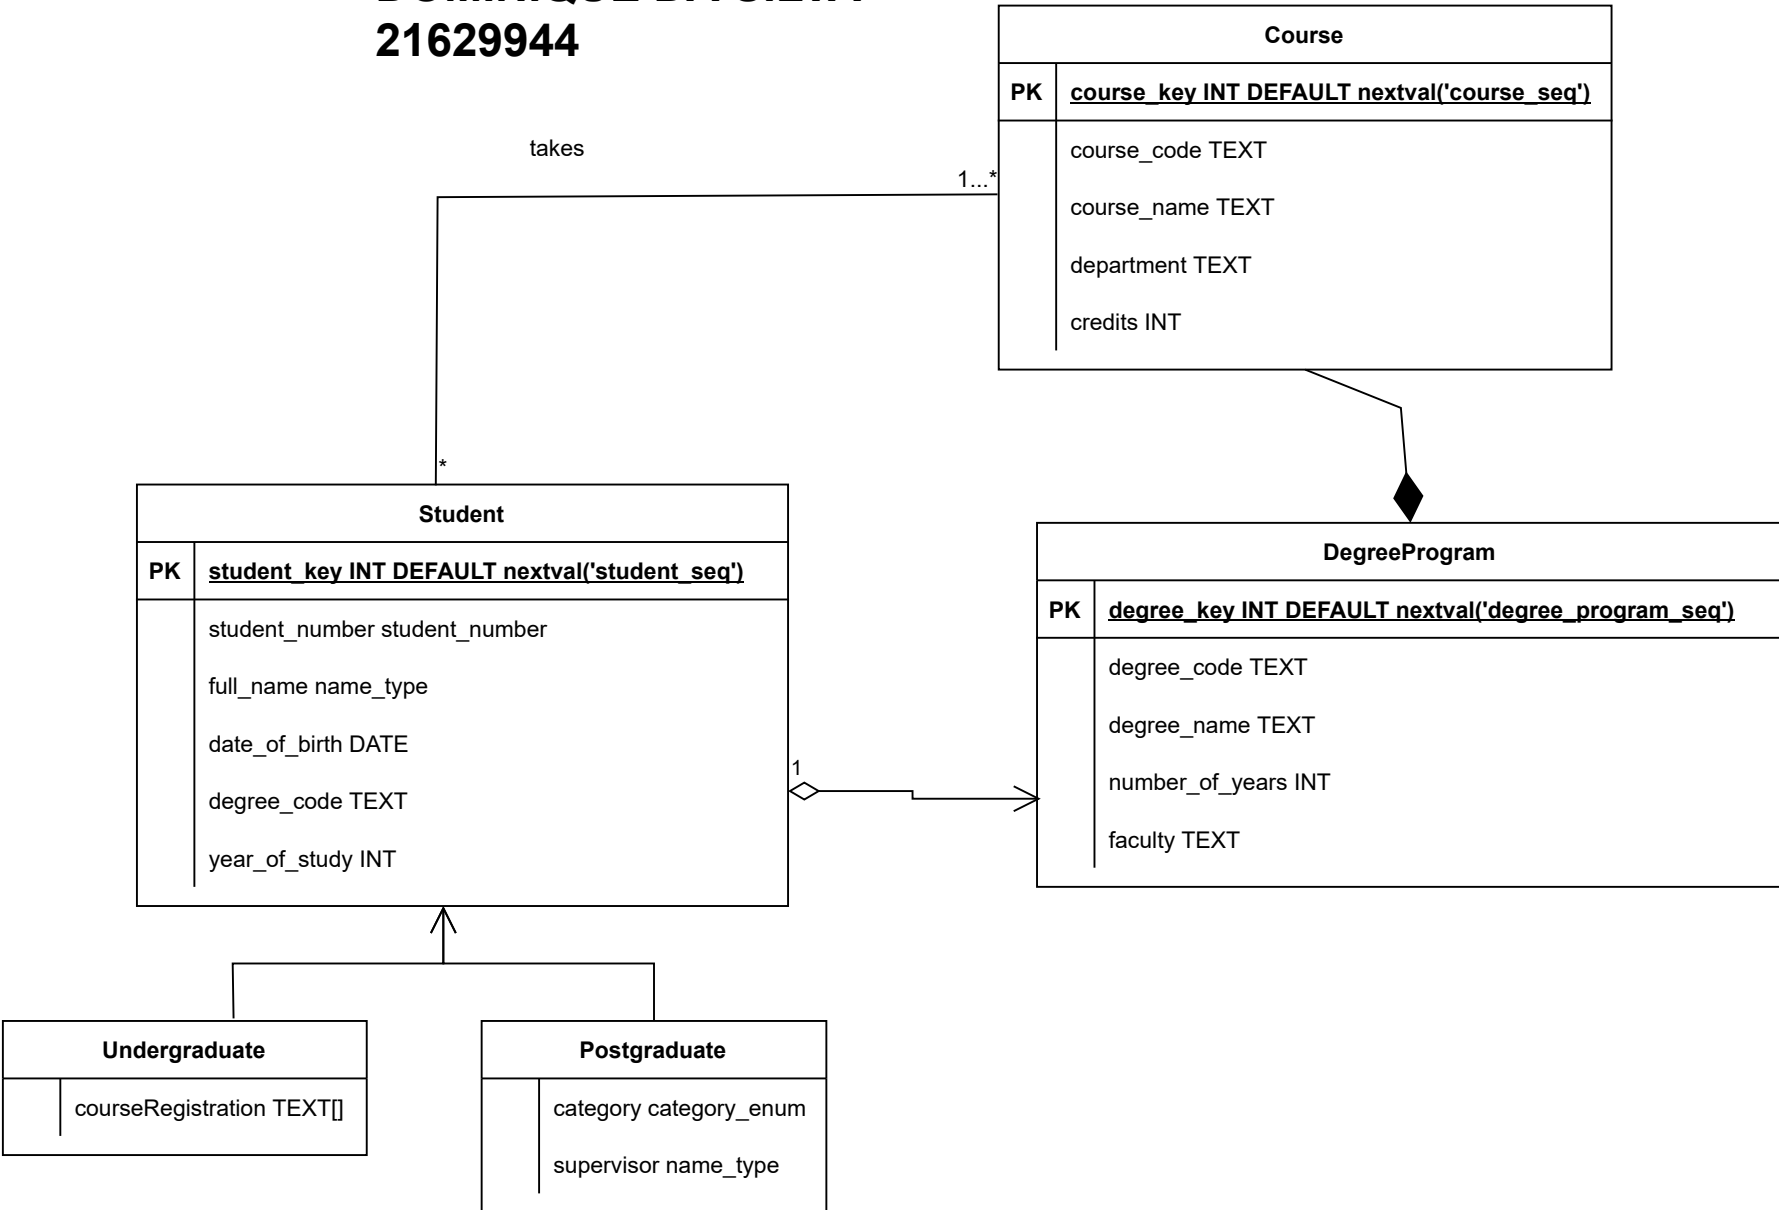 21629944
Course
PK course_key INT DEFAULT nextval('course_seq')
course_code TEXT
course_name TEXT
department TEXT
credits INT
takes
1...*
*
Student
PK student_key INT DEFAULT nextval('student_seq')
student_number student_number
full_name name_type
date_of_birth DATE
degree_code TEXT
year_of_study INT
1
DegreeProgram
PK degree_key INT DEFAULT nextval('degree_program_seq')
degree_code TEXT
degree_name TEXT
number_of_years INT
faculty TEXT
Undergraduate
courseRegistration TEXT[]
Postgraduate
category category_enum
supervisor name_type